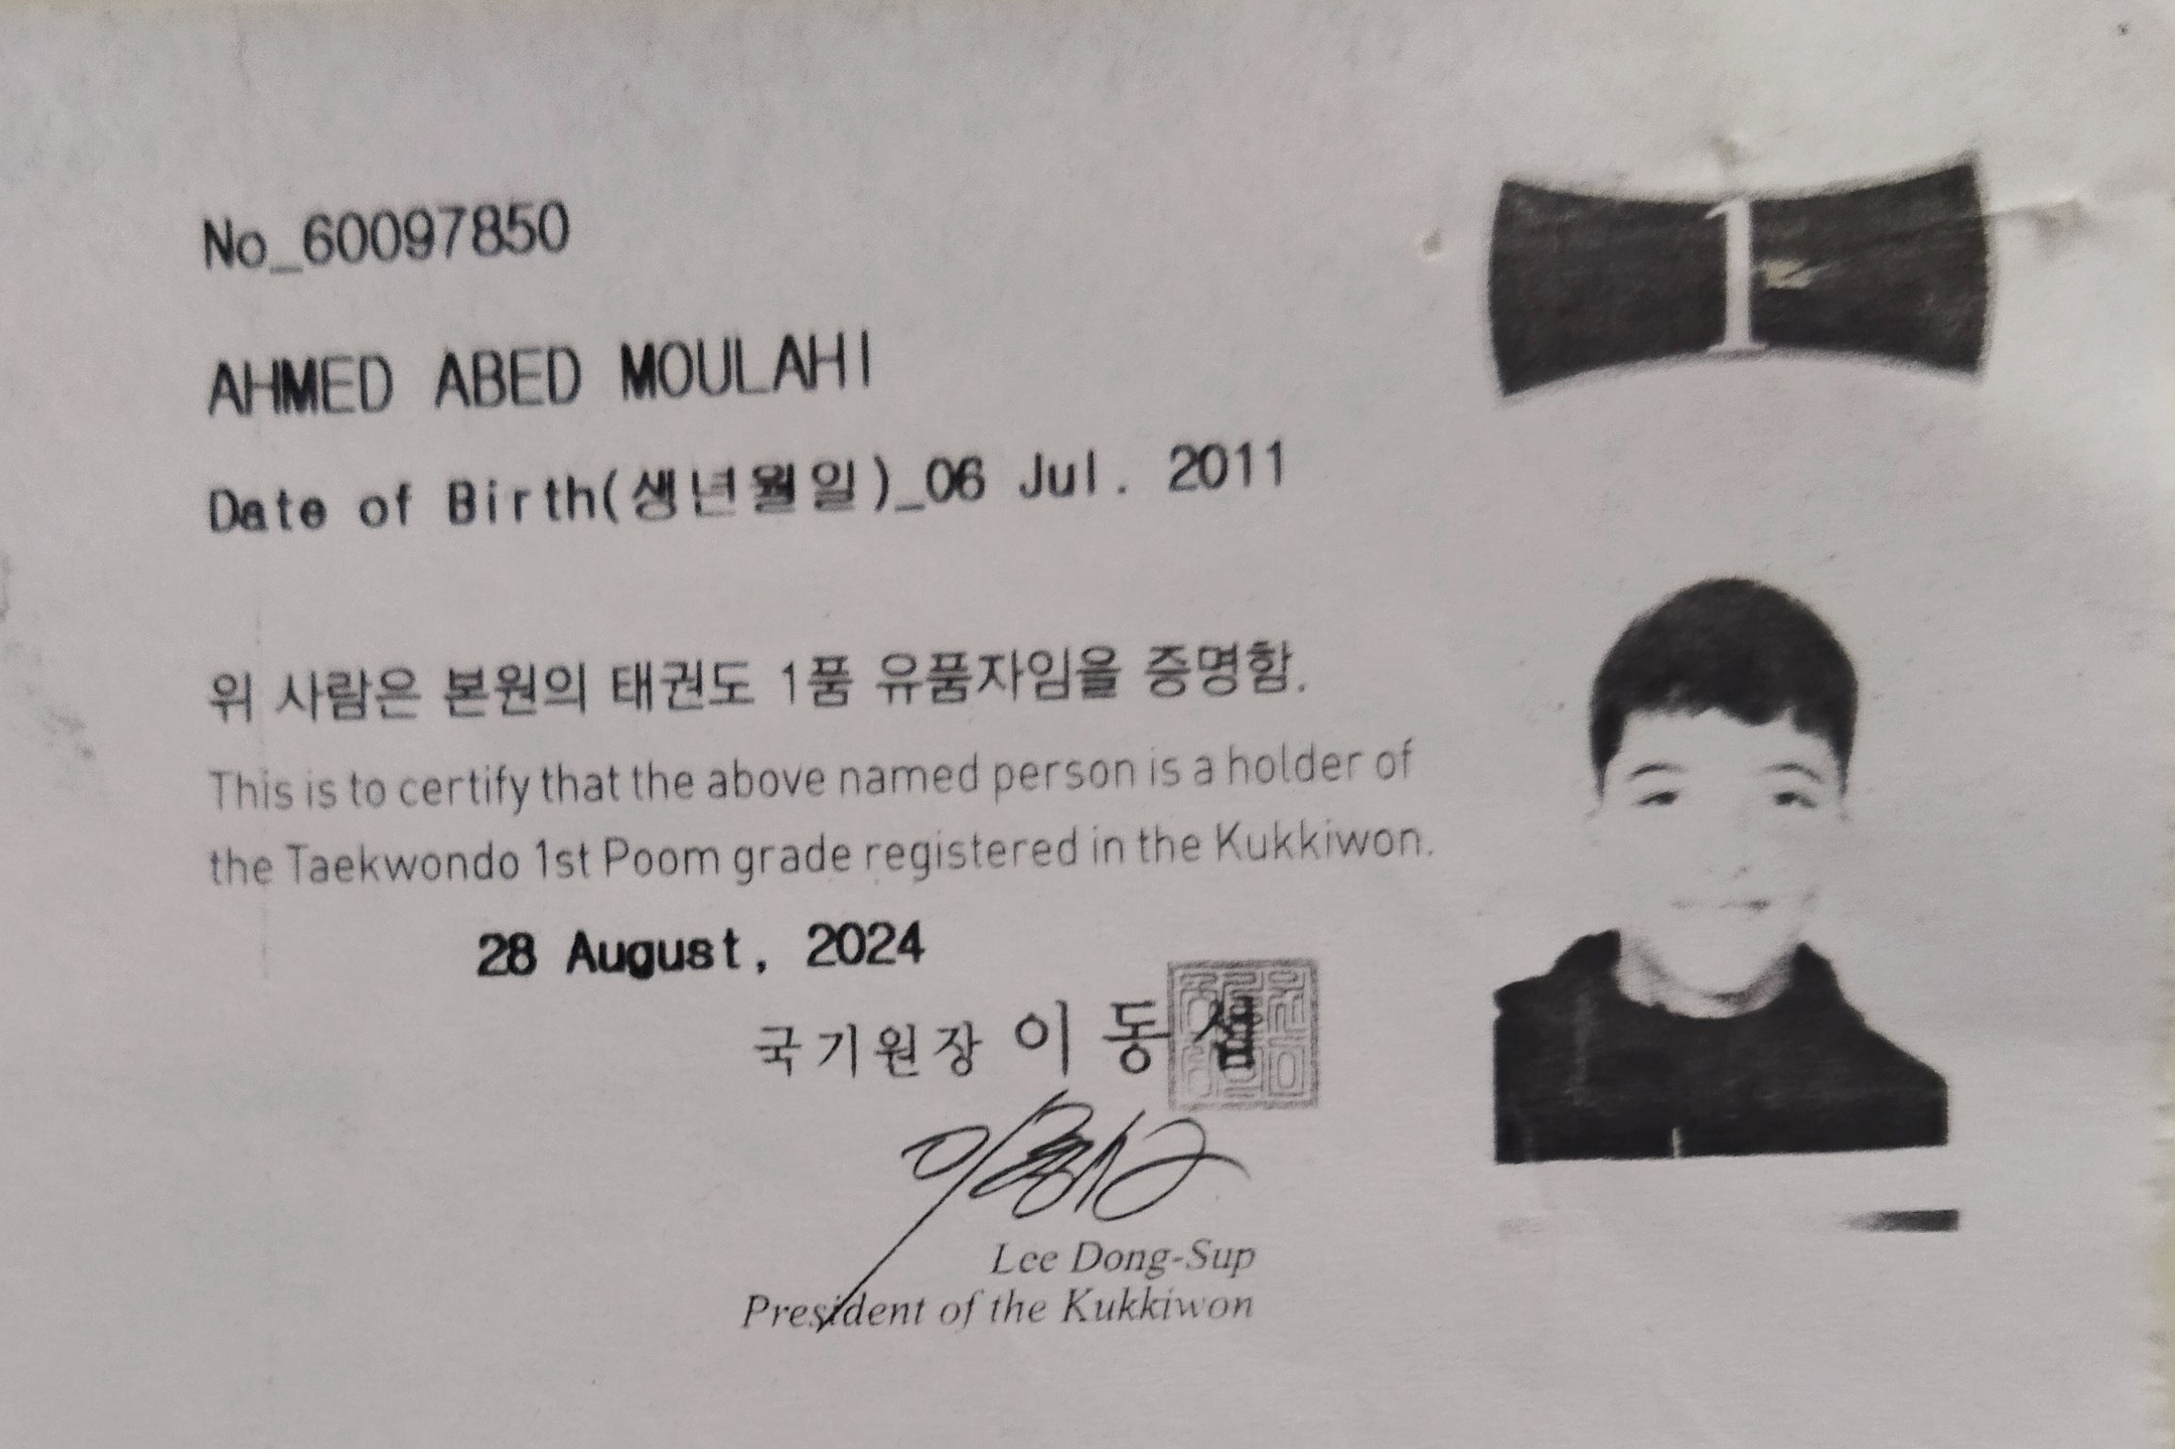 No_60097850
1
AHMED ABED MOULAHI
Date of Birth(생년월일)_06 Jul. 2011
위 사람은 본원의 태권도 1품 유품자임을 증명함.
This is to certify that the above named person is a holder of
the Taekwondo 1st Poom grade registered in the Kukkiwon.
28 August, 2024
국기원장 이 동 섭
Lee Dong-Sup
President of the Kukkiwon